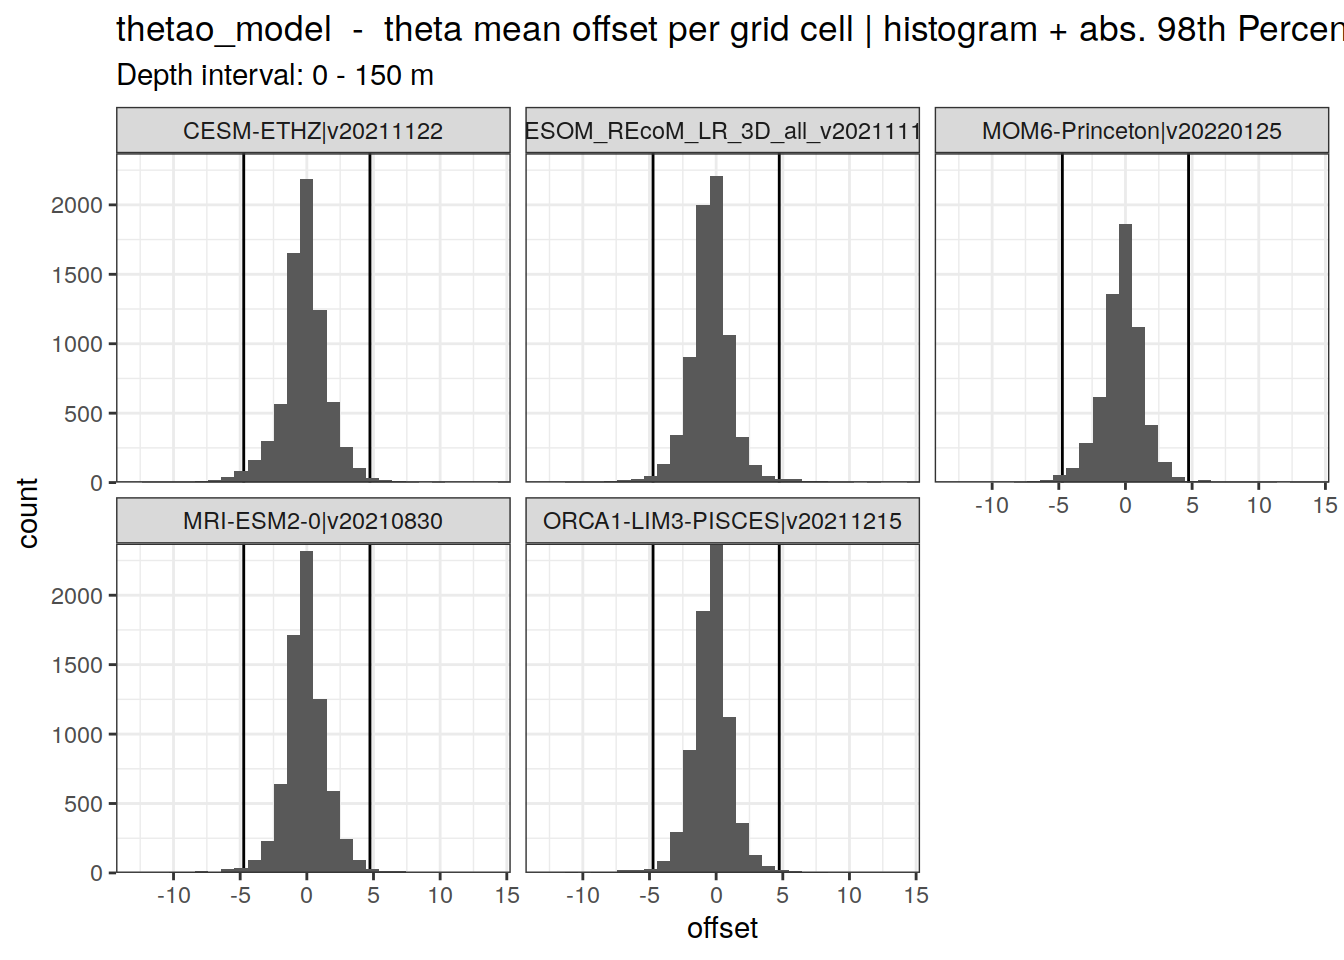 thetao_model - theta mean offset per grid cell | histogram + abs. 98th Percen
Depth interval: 0 - 150 m
CESM-ETHZ|v20211122
ESOM_REcoM_LR_3D_all_v2021111
MOM6-Princeton|v20220125
2000
1500
1000
500
0
-10 -5 0 5 10 15
count
MRI-ESM2-0|v20210830
ORCA1-LIM3-PISCES|v20211215
2000
1500
1000
500
0
-10 -5 0 5 10 15
-10 -5 0 5 10 15
offset